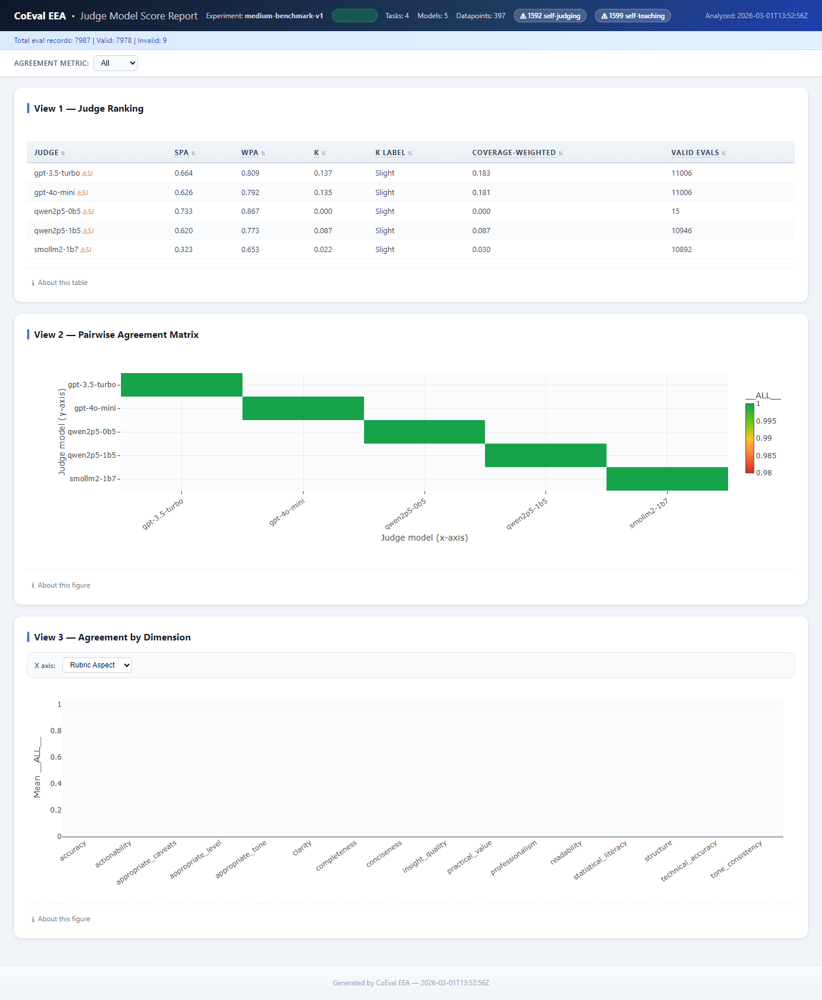 CoEval EEA · Judge Model Score Report Experiment: medium-benchmark-v1 Tasks: 4 Models: 5 Datapoints: 397 ⚠1592 self-judging ⚠1599 self-teaching Analyzed: 2026-03-01T13:52:56Z
Total eval records: 7987 | Valid: 7978 | Invalid: 9
AGREEMENT METRIC: All
View 1 — Judge Ranking
JUDGE ⇅ SPA ⇅ WPA ⇅ Κ ⇅ Κ LABEL ⇅ COVERAGE-WEIGHTED ⇅ VALID EVALS ⇅
gpt-3.5-turbo ⚠SJ 0.664 0.809 0.137 Slight 0.183 11006
gpt-4o-mini ⚠SJ 0.626 0.792 0.135 Slight 0.181 11006
qwen2p5-0b5 ⚠SJ 0.733 0.867 0.000 Slight 0.000 15
qwen2p5-1b5 ⚠SJ 0.620 0.773 0.087 Slight 0.087 10946
smollm2-1b7 ⚠SJ 0.323 0.653 0.022 Slight 0.030 10892
ℹ About this table
View 2 — Pairwise Agreement Matrix
Judge model (y-axis)
gpt-3.5-turbo
gpt-4o-mini
qwen2p5-0b5
qwen2p5-1b5
smollm2-1b7
__ALL__
1
0.995
0.99
0.985
0.98
gpt-3.5-turbo gpt-4o-mini qwen2p5-0b5 qwen2p5-1b5 smollm2-1b7
Judge model (x-axis)
ℹ About this figure
View 3 — Agreement by Dimension
X axis: Rubric Aspect
Mean __ALL__
1
0.8
0.6
0.4
0.2
0
accuracy actionability appropriate_caveats appropriate_level appropriate_tone clarity completeness conciseness insight_quality practical_value professionalism readability statistical_literacy structure technical_accuracy tone_consistency
ℹ About this figure
Generated by CoEval EEA — 2026-03-01T13:52:56Z